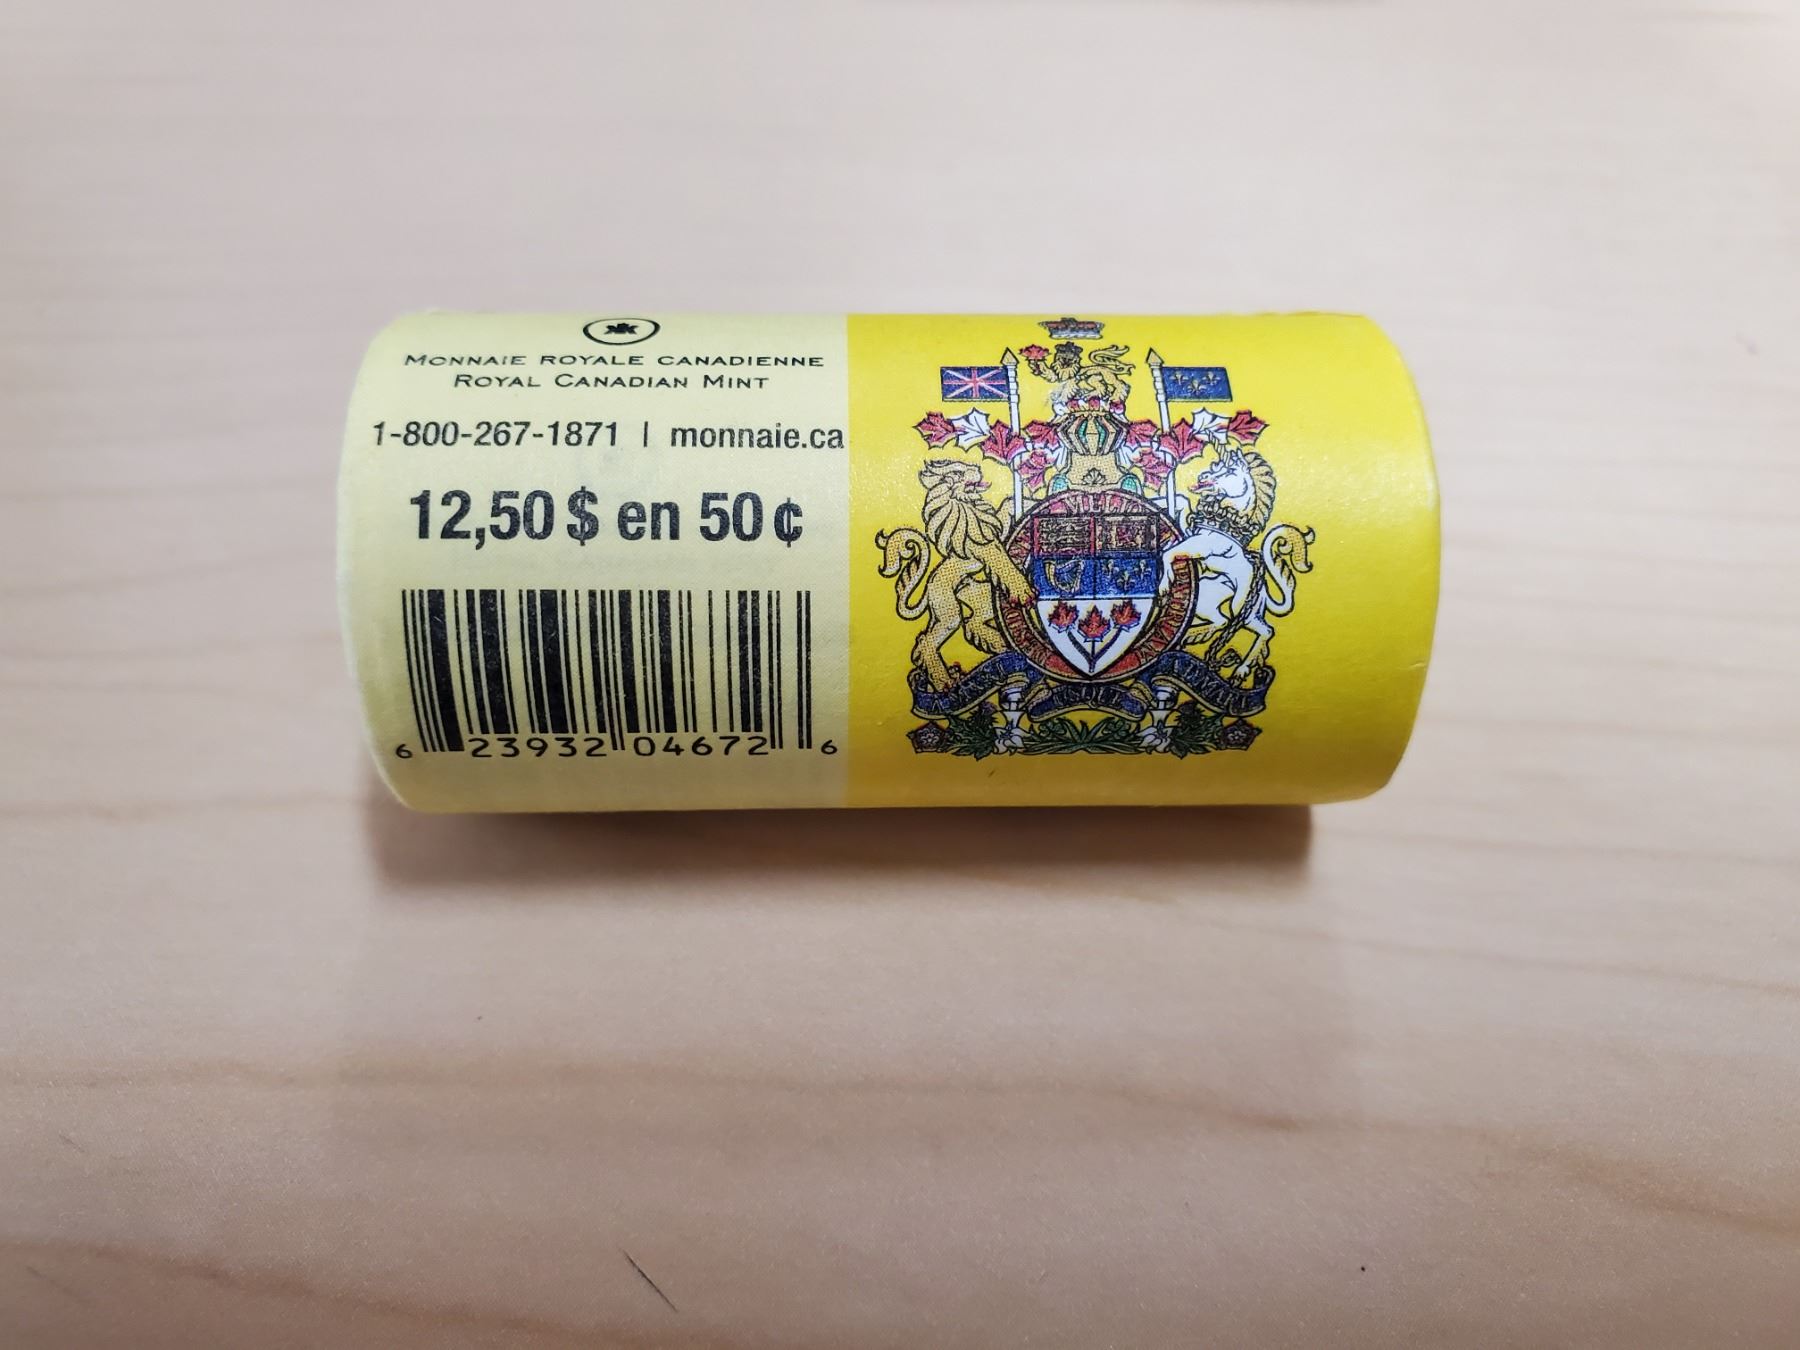 MONNAIE ROYALE CANADIENNE
ROYAL CANADIAN MINT
1-800-267-1871 | monnaie.ca
12,50 $ en 50 ¢
6 23932 04672 6